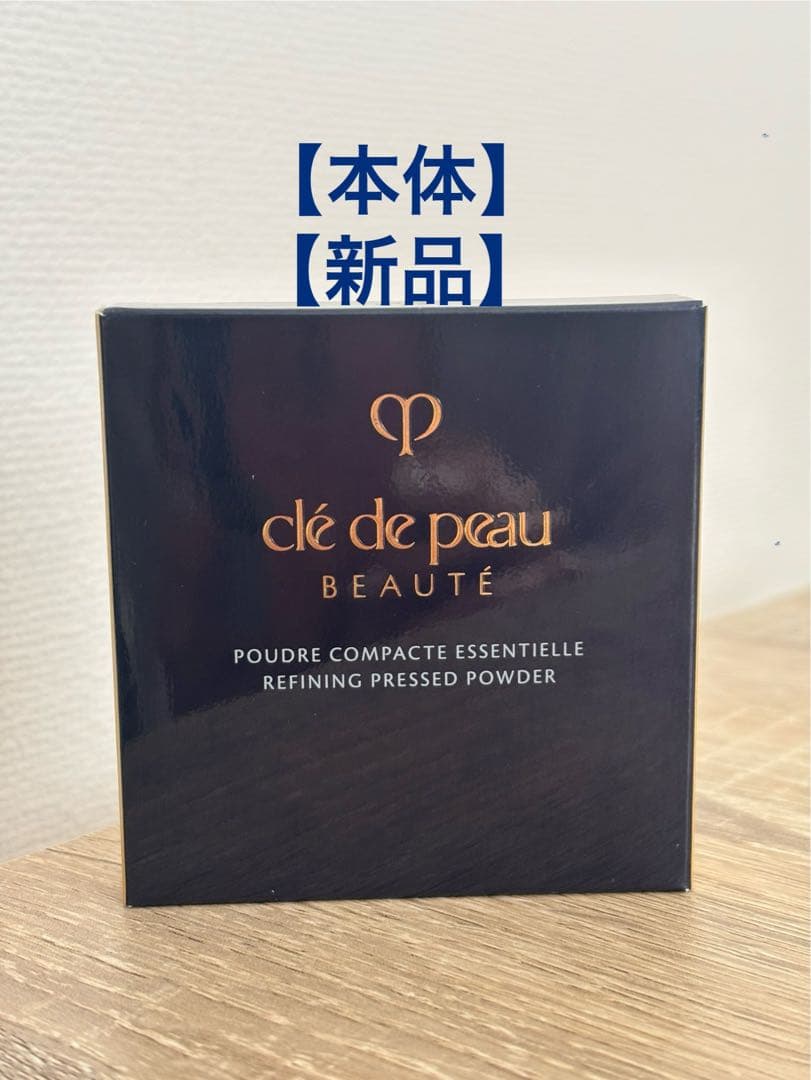 【本体】
【新品】
clé de peau
BEAUTÉ
POUDRE COMPACTE ESSENTIELLE
REFINING PRESSED POWDER